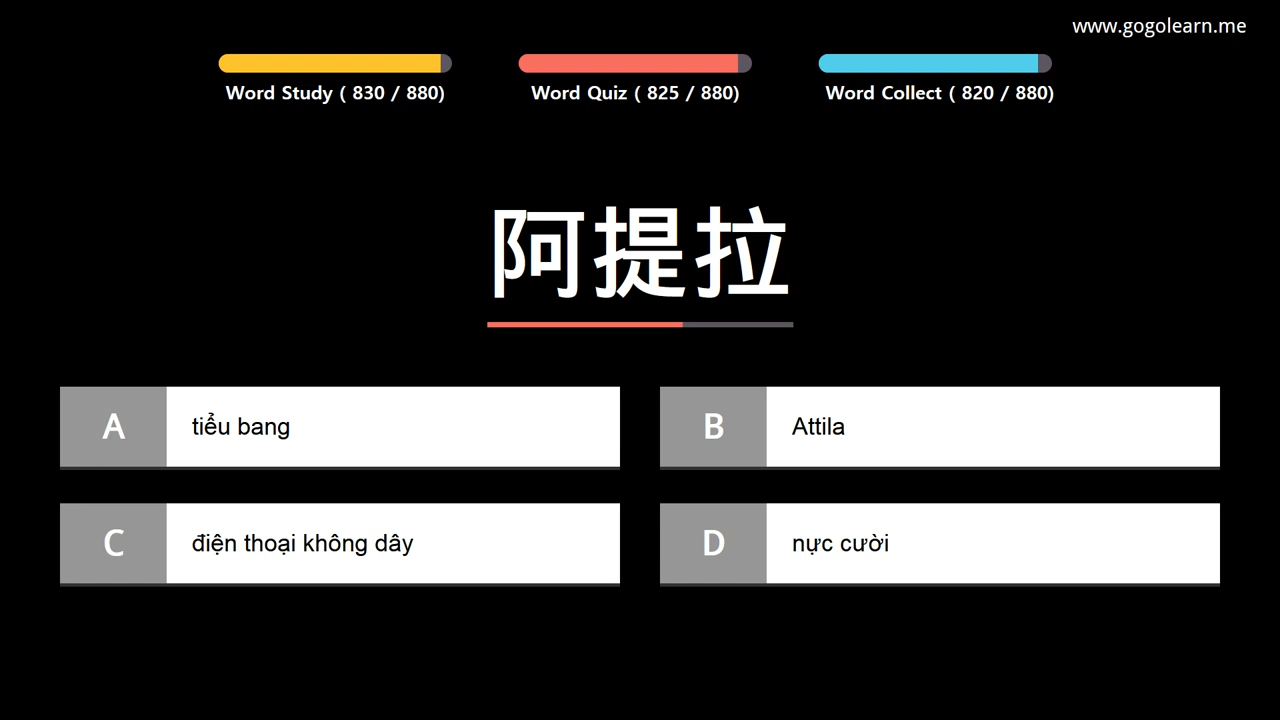 www.gogolearn.me
Word Study ( 830 / 880)
Word Quiz ( 825 / 880)
Word Collect ( 820 / 880)
阿提拉
A tiểu bang
B Attila
C điện thoại không dây
D nực cười